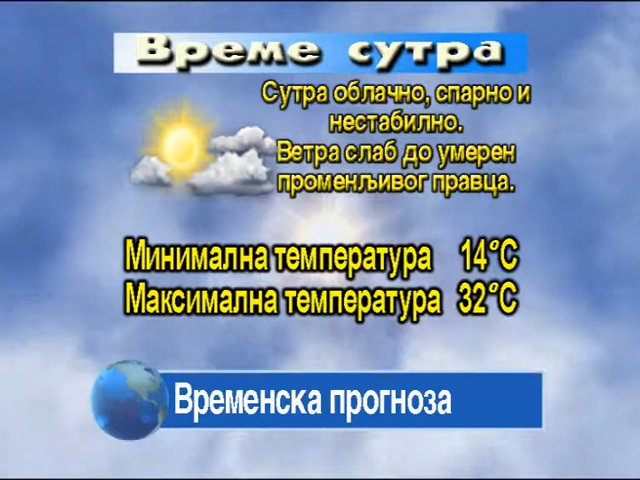 Време сутра
Сутра облачно, спарно и
нестабилно.
Ветра слаб до умерен
променљивог правца.
Минимална температура 14°C
Максимална температура 32°C
Временска прогноза